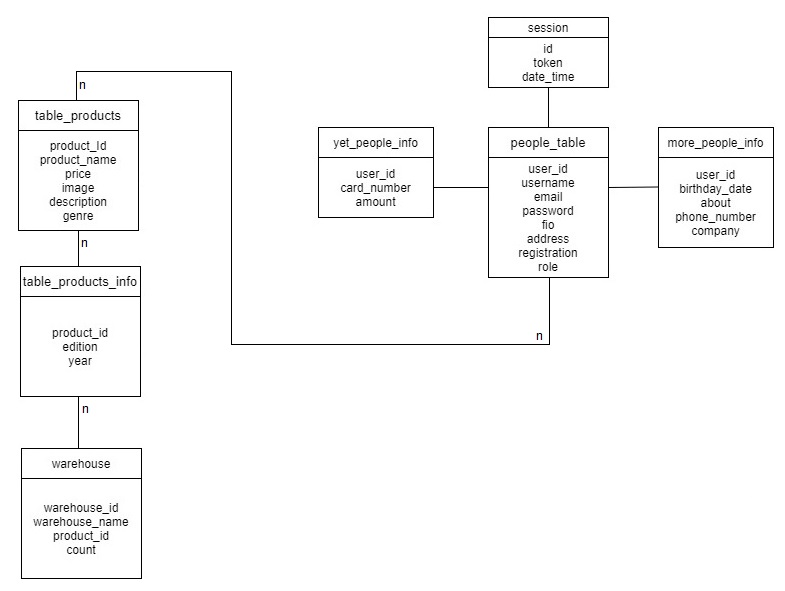 session
id
token
date_time
n
table_products
product_Id
product_name
price
image
description
genre
n
table_products_info
product_id
edition
year
n
warehouse
warehouse_id
warehouse_name
product_id
count
yet_people_info
user_id
card_number
amount
people_table
user_id
username
email
password
fio
address
registration
role
n
more_people_info
user_id
birthday_date
about
phone_number
company